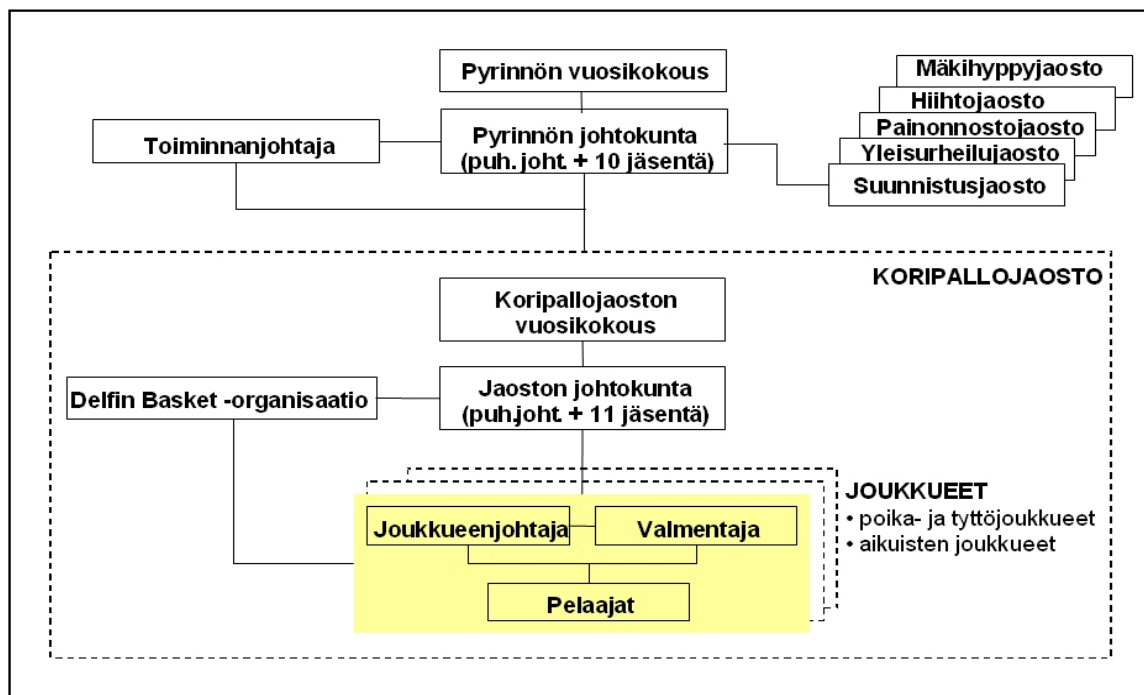 Pyrinnön vuosikokous
Toiminnanjohtaja
Pyrinnön johtokunta
(puh. joht. + 10 jäsentä)
Mäkihyppyjaosto
Hiihtojaosto
Painonnostojaosto
Yleisurheilujaosto
Suunnistusjaosto
KORIPALLOJAOSTO
Koripallojaoston
vuosikokous
Delfin Basket -organisaatio
Jaoston johtokunta
(puh.joht. + 11 jäsentä)
JOUKKUEET
• poika- ja tyttöjoukkueet
• aikuisten joukkueet
Joukkueenjohtaja
Valmentaja
Pelaajat